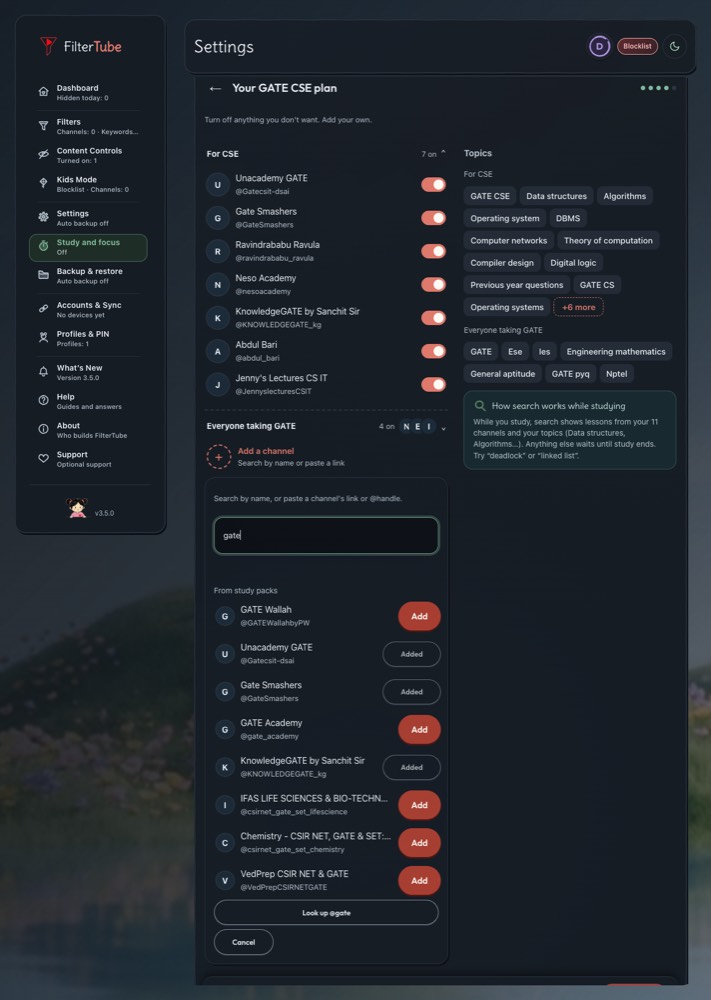 FilterTube
Dashboard
Hidden today: 0
Filters
Channels: 0 · Keywords...
Content Controls
Turned on: 1
Kids Mode
Blocklist · Channels: 0
Settings
Auto backup off
Study and focus
Off
Backup & restore
Auto backup off
Accounts & Sync
No devices yet
Profiles & PIN
Profiles: 1
What's New
Version 3.5.0
Help
Guides and answers
About
Who builds FilterTube
Support
Optional support
v3.5.0
Settings
D
Blocklist
← Your GATE CSE plan
Turn off anything you don't want. Add your own.
For CSE
7 on
U
Unacademy GATE
@Gatecsit-dsai
G
Gate Smashers
@GateSmashers
R
Ravindrababu Ravula
@ravindrababu_ravula
N
Neso Academy
@nesoacademy
K
KnowledgeGATE by Sanchit Sir
@KNOWLEDGEGATE_kg
A
Abdul Bari
@abdul_bari
J
Jenny's Lectures CS IT
@JennyslecturesCSIT
Everyone taking GATE
4 on N E I
+
Add a channel
Search by name or paste a link
Search by name, or paste a channel's link or @handle.
gate
From study packs
G
GATE Wallah
@GATEWallahbyPW
Add
U
Unacademy GATE
@Gatecsit-dsai
Added
G
Gate Smashers
@GateSmashers
Added
G
GATE Academy
@gate_academy
Add
K
KnowledgeGATE by Sanchit Sir
@KNOWLEDGEGATE_kg
Added
I
IFAS LIFE SCIENCES & BIO-TECHN...
@csirnet_gate_set_lifescience
Add
C
Chemistry - CSIR NET, GATE & SET:...
@csirnet_gate_set_chemistry
Add
V
VedPrep CSIR NET & GATE
@VedPrepCSIRNETGATE
Add
Look up @gate
Cancel
Topics
For CSE
GATE CSE Data structures Algorithms
Operating system DBMS
Computer networks Theory of computation
Compiler design Digital logic
Previous year questions GATE CS
Operating systems +6 more
Everyone taking GATE
GATE Ese Ies Engineering mathematics
General aptitude GATE pyq Nptel
How search works while studying
While you study, search shows lessons from your 11
channels and your topics (Data structures,
Algorithms...). Anything else waits until study ends.
Try "deadlock" or "linked list".